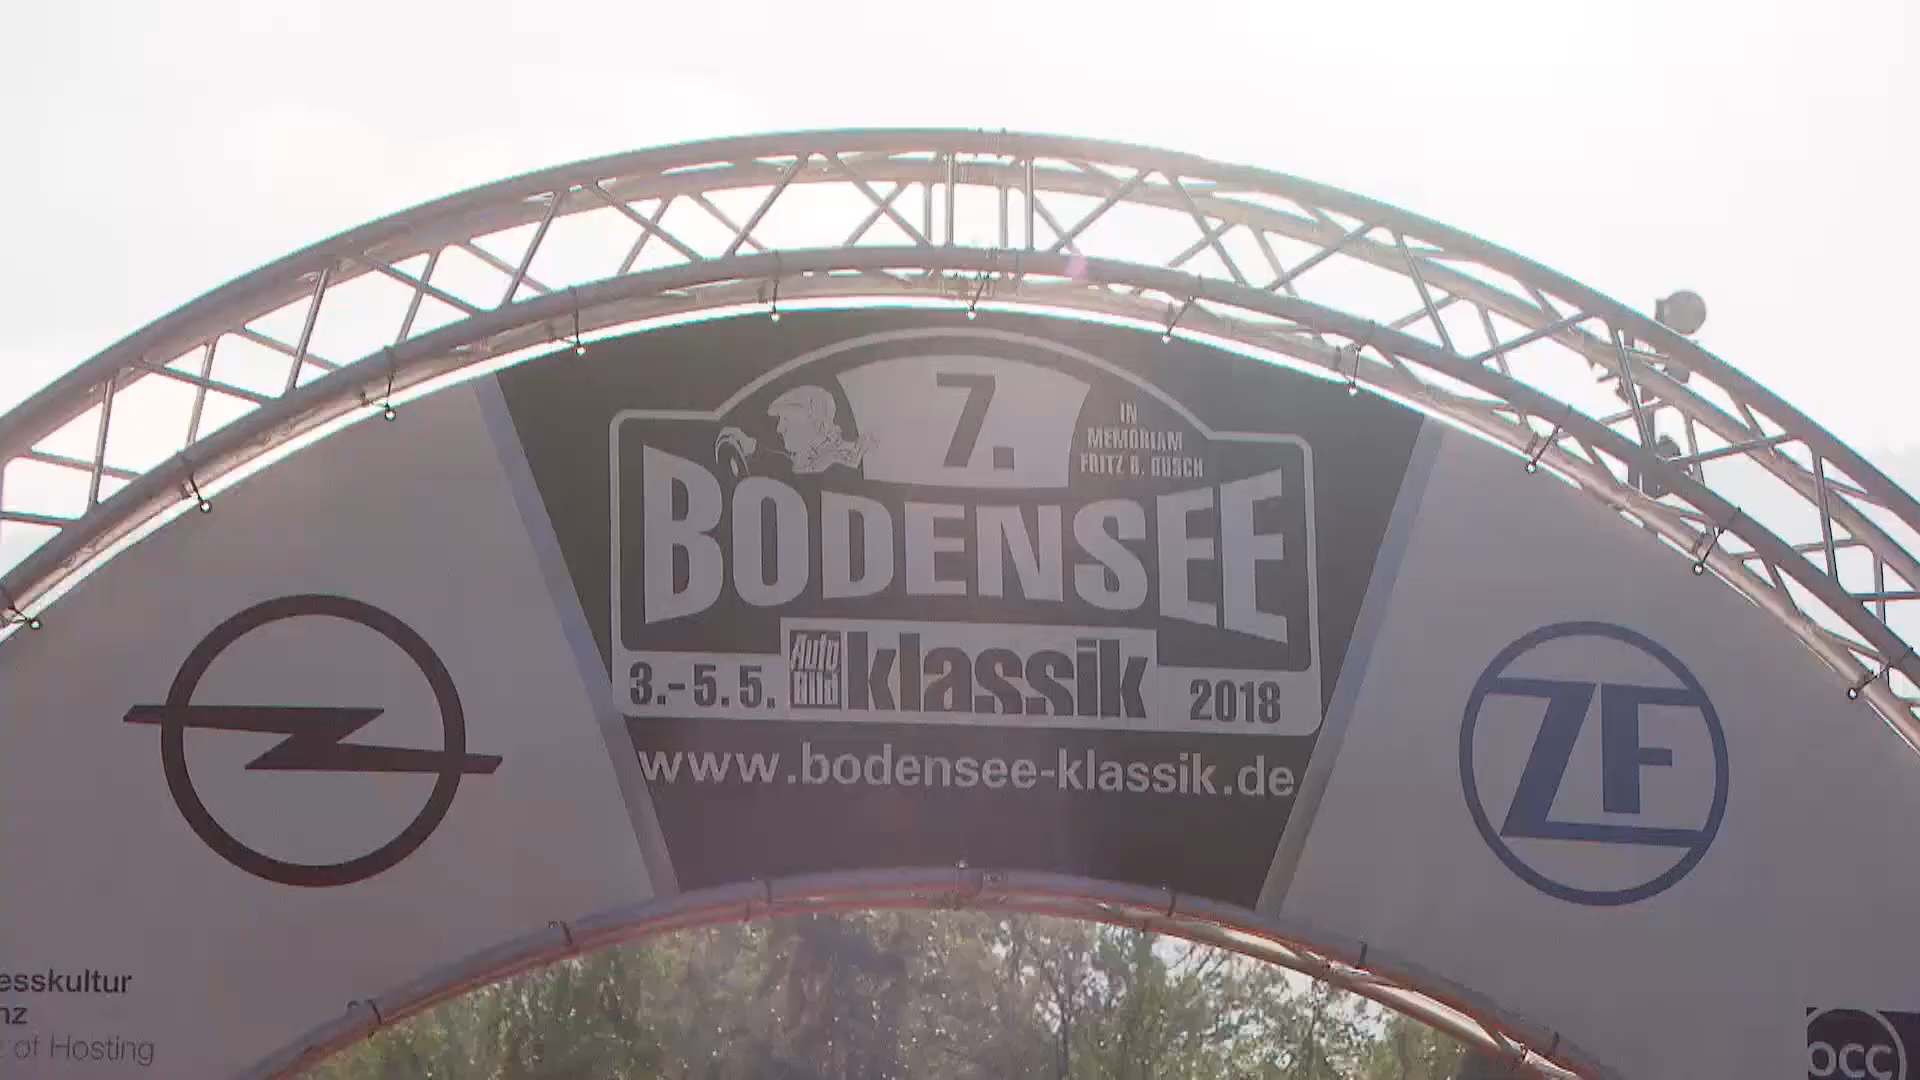 7.
IN
MEMORIAM
FRITZ B. BUSCH
BODENSEE
3.-5.5.
Auto
Bild
klassik
2018
www.bodensee-klassik.de
ZF
esskultur
nz
of Hosting
occ